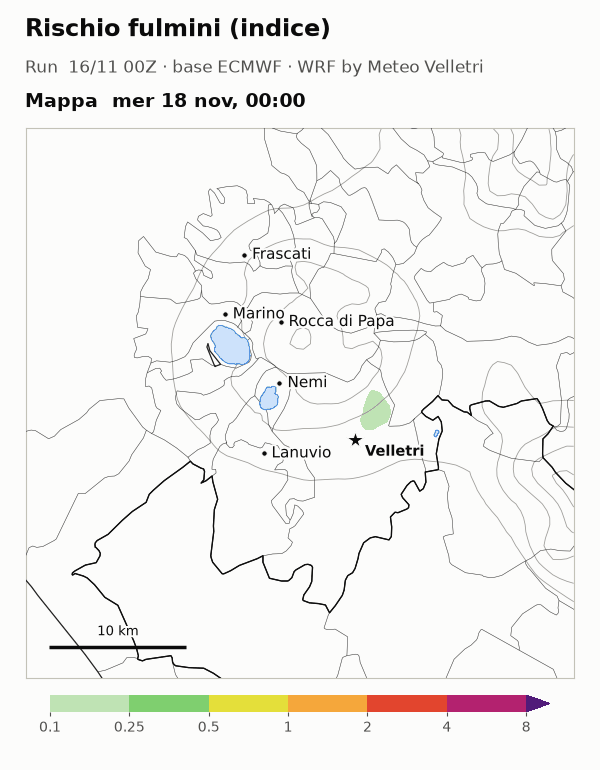 Rischio fulmini (indice)
Run  16/11 00Z · base ECMWF · WRF by Meteo Velletri
Mappa  mer 18 nov, 00:00
Frascati
Marino
Rocca di Papa
Nemi
Velletri
Lanuvio
10 km
0.1 0.25 0.5 1 2 4 8